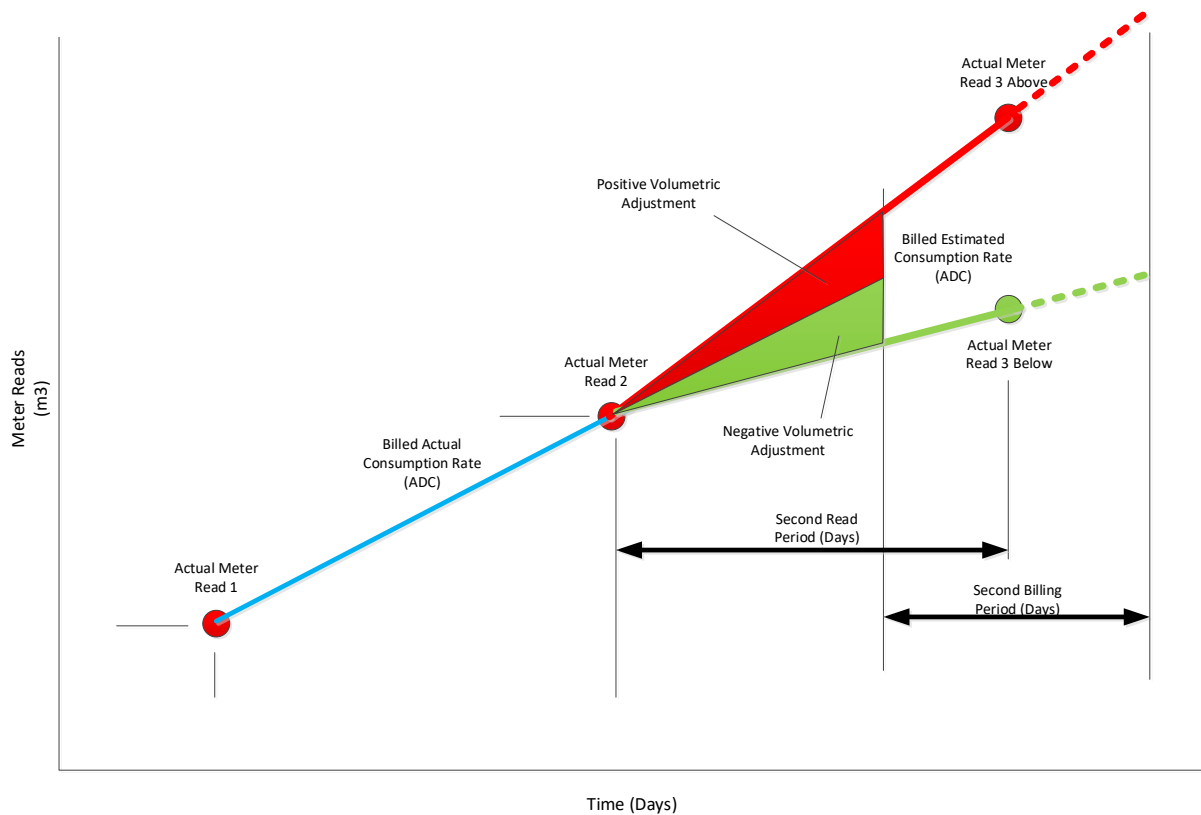 Actual Meter
Read 3 Above
Positive Volumetric
Adjustment
Billed Estimated
Consumption Rate
(ADC)
Actual Meter
Read 3 Below
Actual Meter
Read 2
Negative Volumetric
Adjustment
Billed Actual
Consumption Rate
(ADC)
Meter Reads
(m3)
Second Read
Period (Days)
Actual Meter
Read 1
Second Billing
Period (Days)
Time (Days)